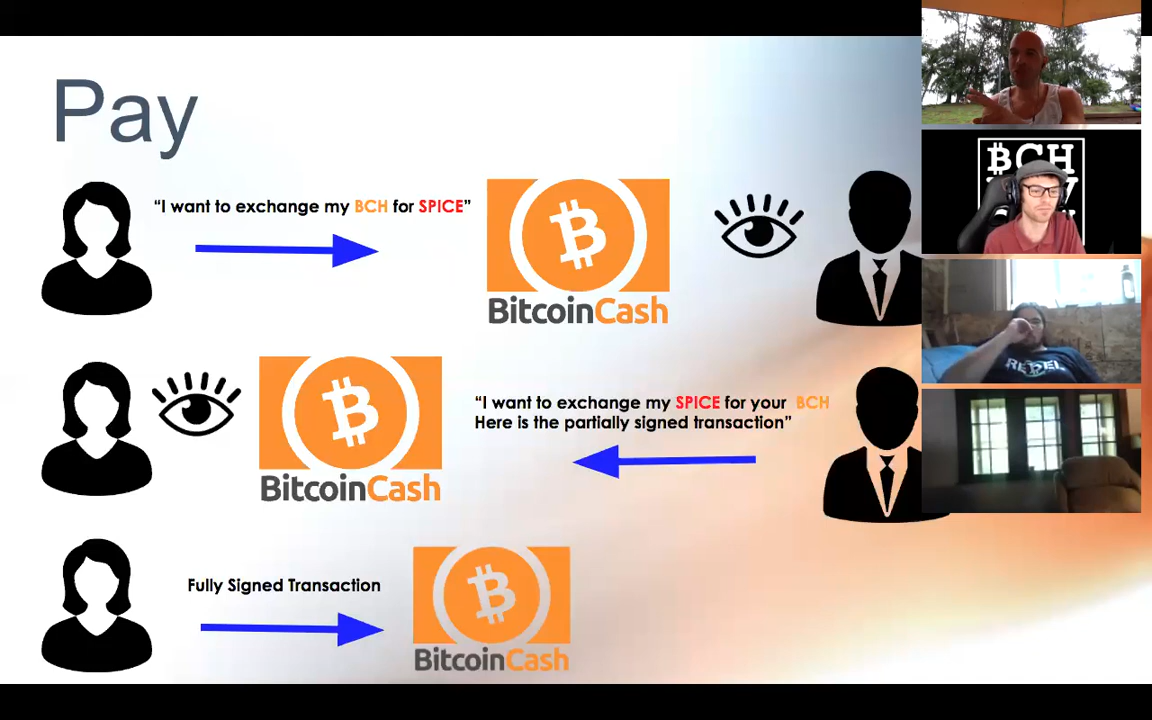 Pay
“I want to exchange my BCH for SPICE”
BitcoinCash
“I want to exchange my SPICE for your BCH
Here is the partially signed transaction”
BitcoinCash
Fully Signed Transaction
BitcoinCash
BCH